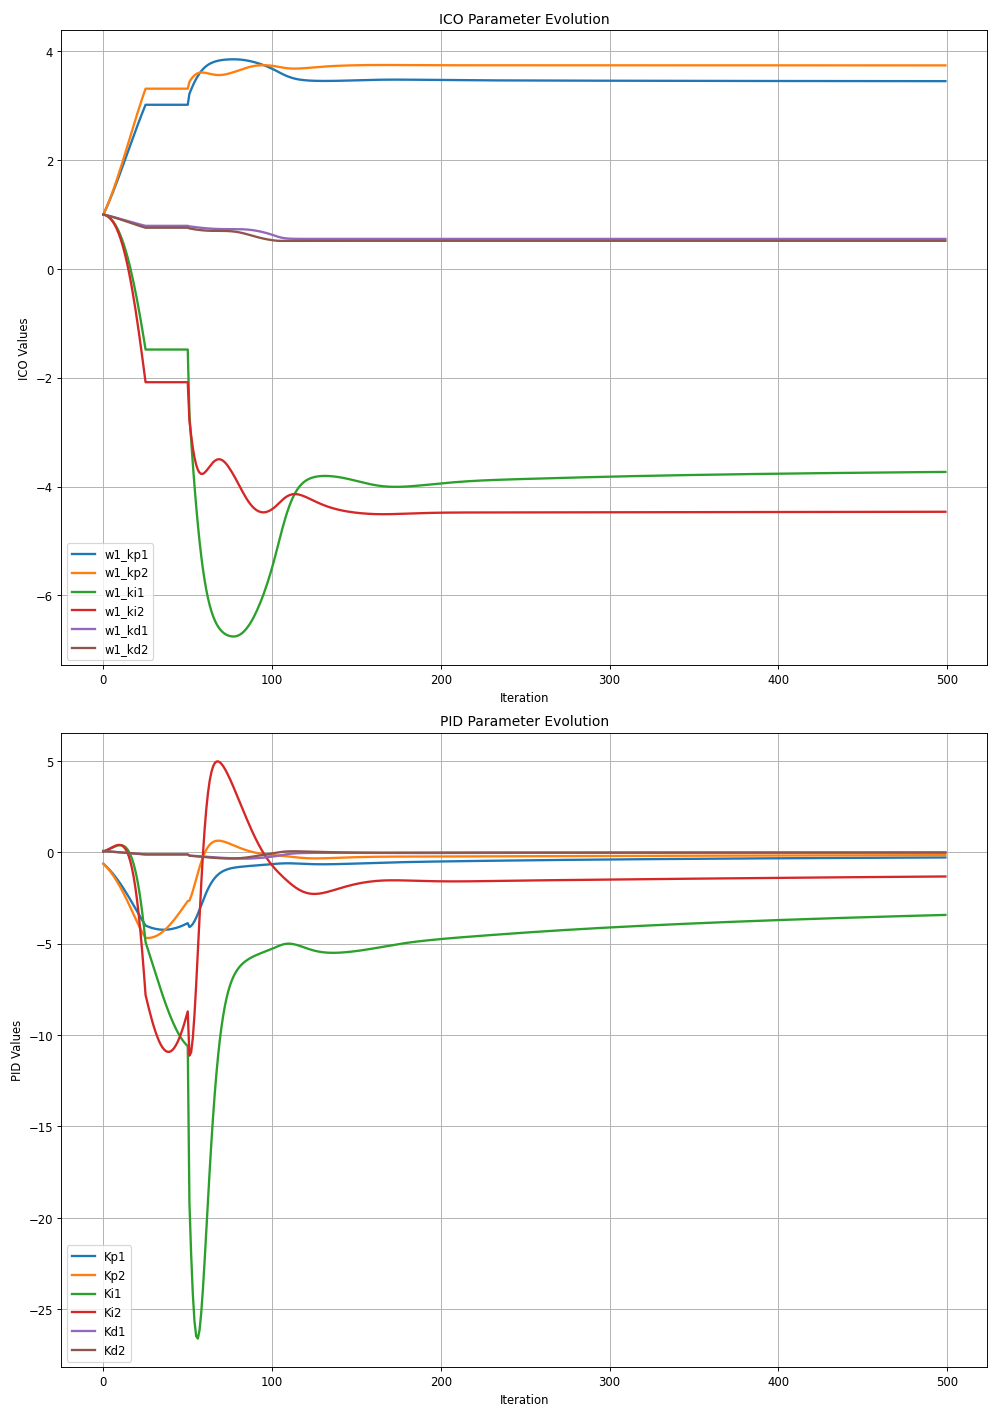 ICO Parameter Evolution
4
2
0
−2
−4
−6
ICO Values
w1_kp1
w1_kp2
w1_ki1
w1_ki2
w1_kd1
w1_kd2
0 100 200 300 400 500
Iteration
PID Parameter Evolution
5
0
−5
−10
−15
−20
−25
PID Values
Kp1
Kp2
Ki1
Ki2
Kd1
Kd2
0 100 200 300 400 500
Iteration